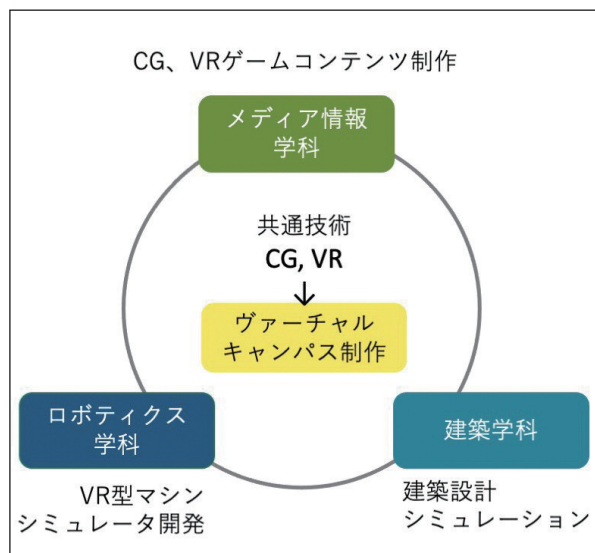 CG、VRゲームコンテンツ制作
メディア情報
学科
共通技術
CG, VR
↓
ヴァーチャル
キャンパス制作
ロボティクス
学科
建築学科
VR型マシン
シミュレータ開発
建築設計
シミュレーション